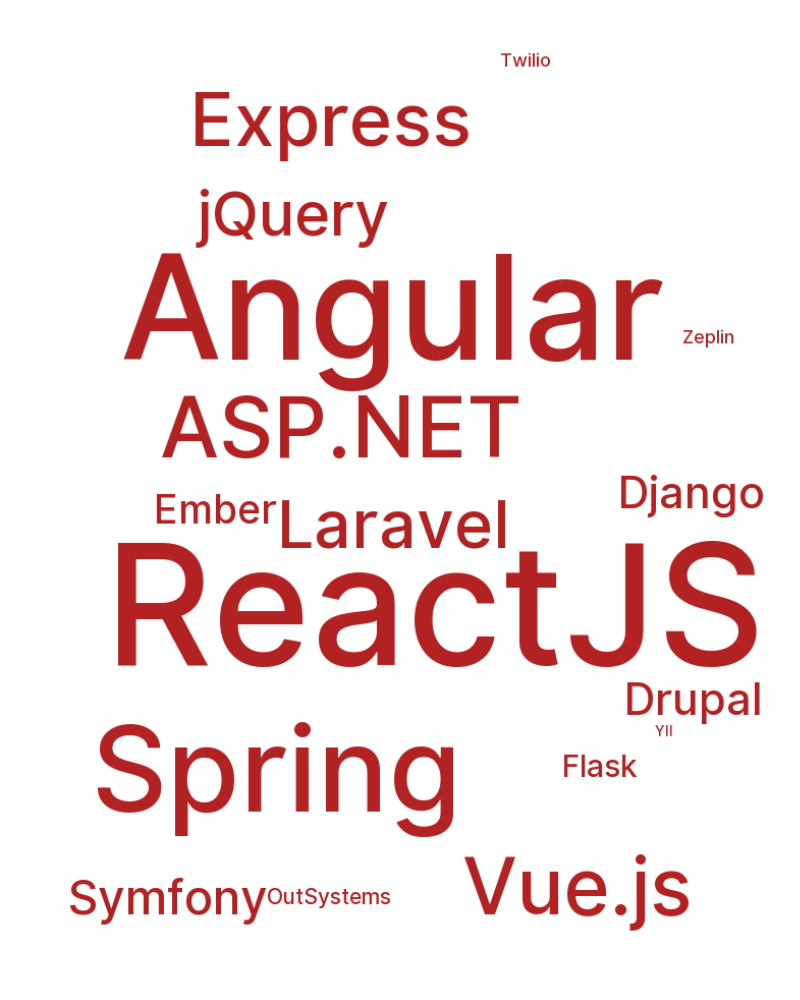 Twilio
Express
jQuery
Angular
Zeplin
ASP.NET
Django
Ember
Laravel
ReactJS
Drupal
YII
Spring
Flask
Vue.js
Symfony
OutSystems